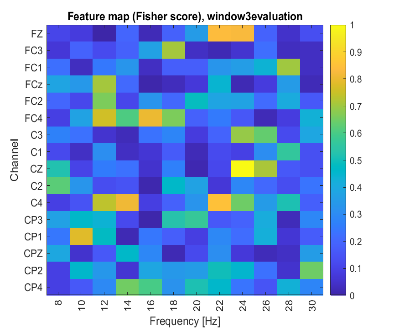 Feature map (Fisher score), window3evaluation
FZ
FC3
FC1
FCz
FC2
FC4
C3
C1
CZ
C2
C4
CP3
CP1
CPZ
CP2
CP4
Channel
8 10 12 14 16 18 20 22 24 26 28 30
Frequency [Hz]
1
0.9
0.8
0.7
0.6
0.5
0.4
0.3
0.2
0.1
0